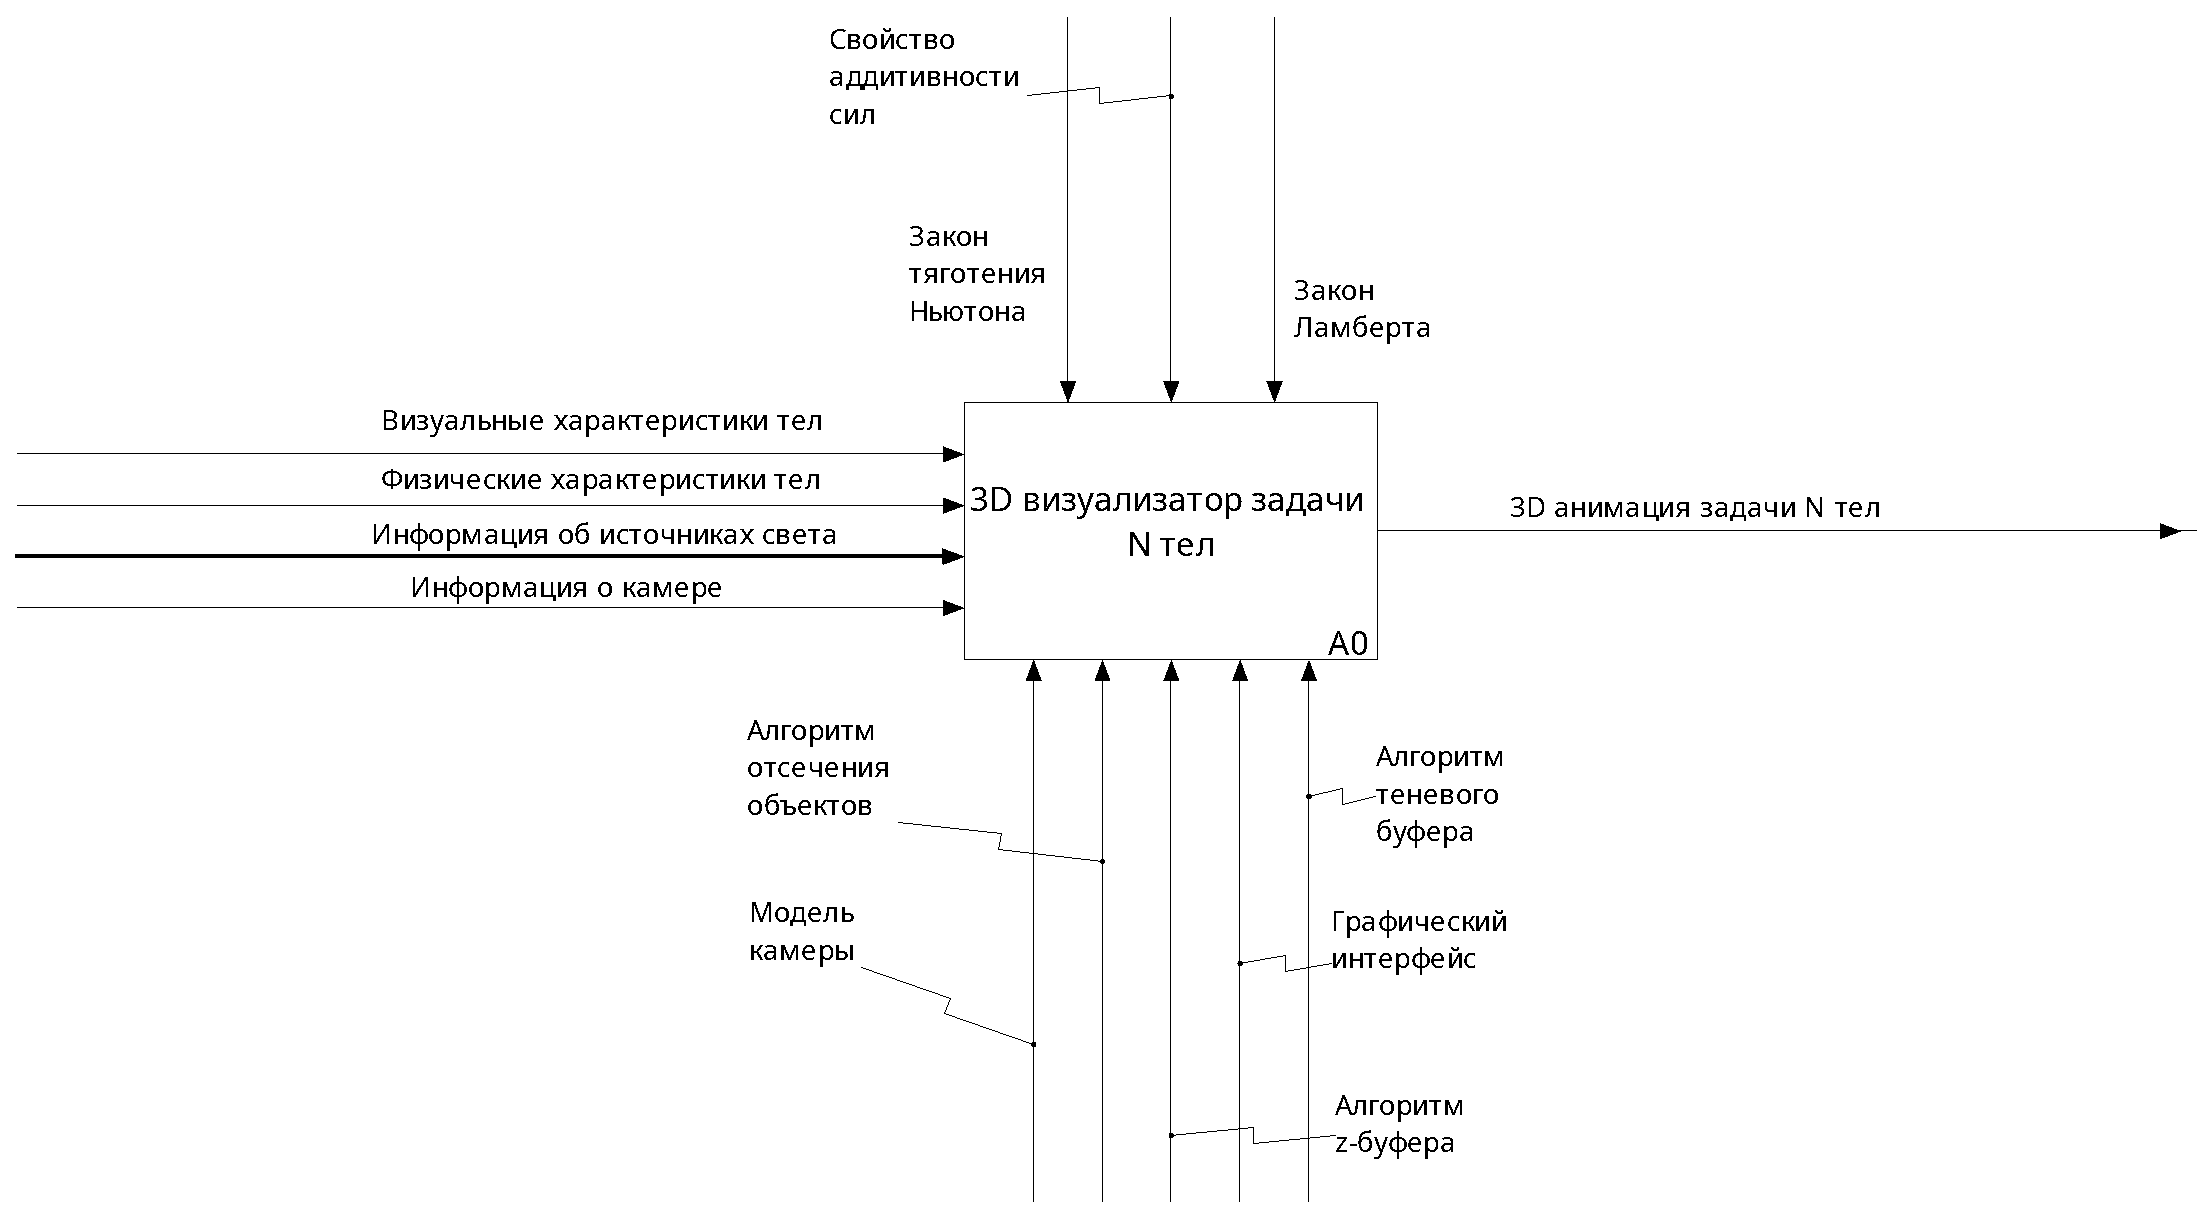 Свойство
аддитивности
сил
Закон
тяготения
Ньютона
Закон
Ламберта
Визуальные характеристики тел
Физические характеристики тел
Информация об источниках света
Информация о камере
3D визуализатор задачи
N тел
A0
3D анимация задачи N тел
Алгоритм
отсечения
объектов
Алгоритм
теневого
буфера
Модель
камеры
Графический
интерфейс
Алгоритм
z-буфера